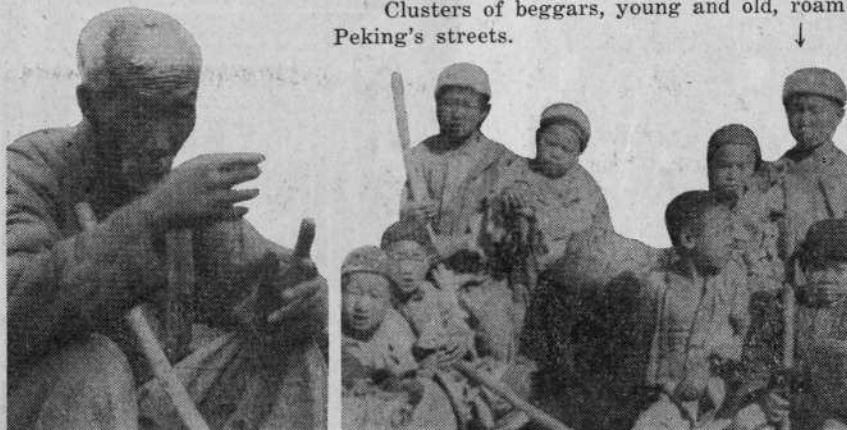 Clusters of beggars, young and old, roam
Peking's streets.